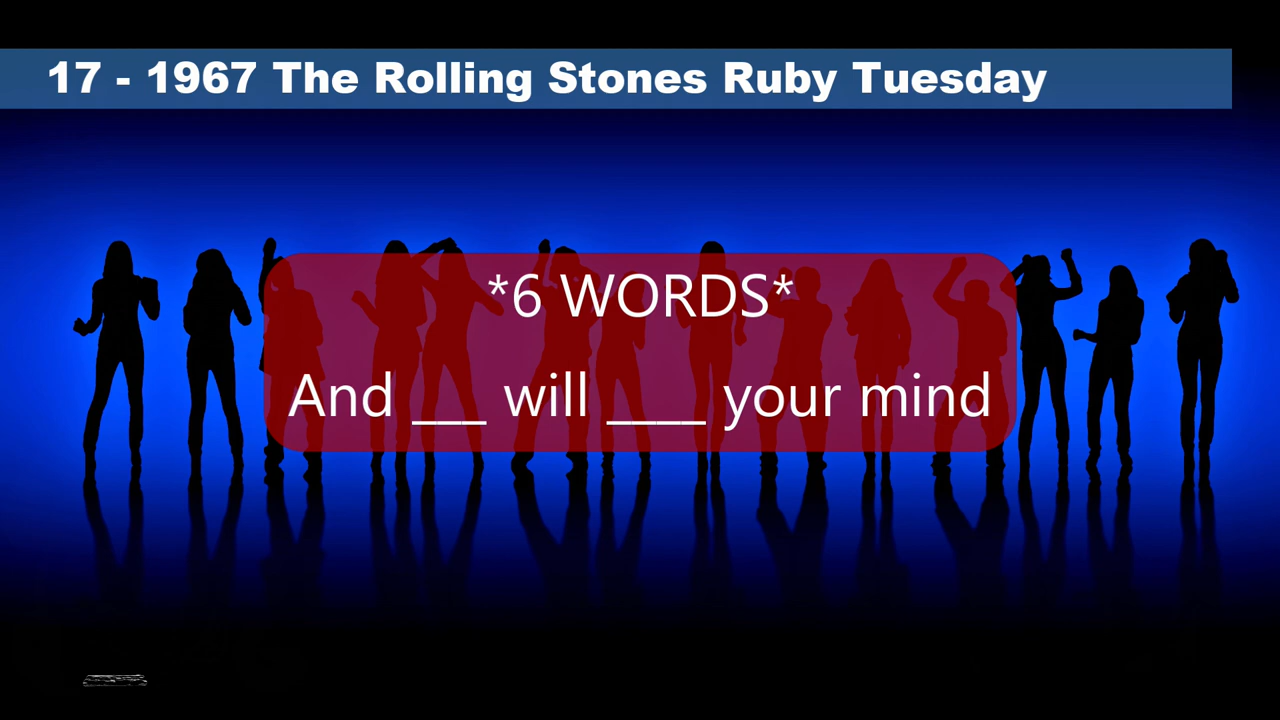 17 - 1967 The Rolling Stones Ruby Tuesday
*6 WORDS*
And ___ will ____ your mind